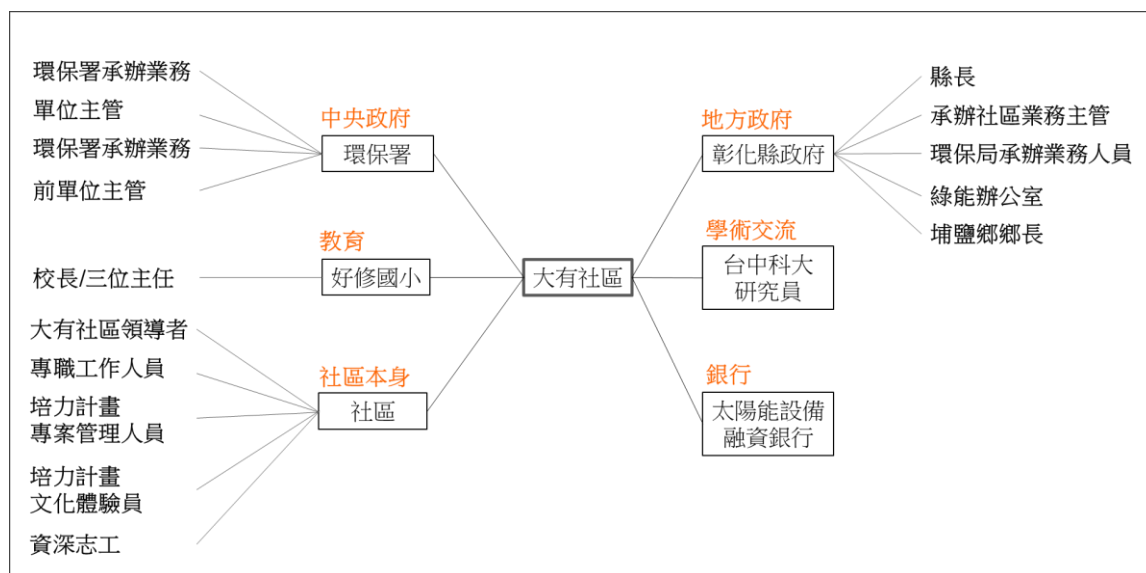 環保署承辦業務
單位主管
環保署承辦業務
前單位主管
中央政府
環保署
校長/三位主任
教育
好修國小
大有社區領導者
專職工作人員
培力計畫
專案管理人員
培力計畫
文化體驗員
資深志工
社區本身
社區
大有社區
地方政府
彰化縣政府
縣長
承辦社區業務主管
環保局承辦業務人員
綠能辦公室
埔鹽鄉鄉長
學術交流
台中科大
研究員
銀行
太陽能設備
融資銀行